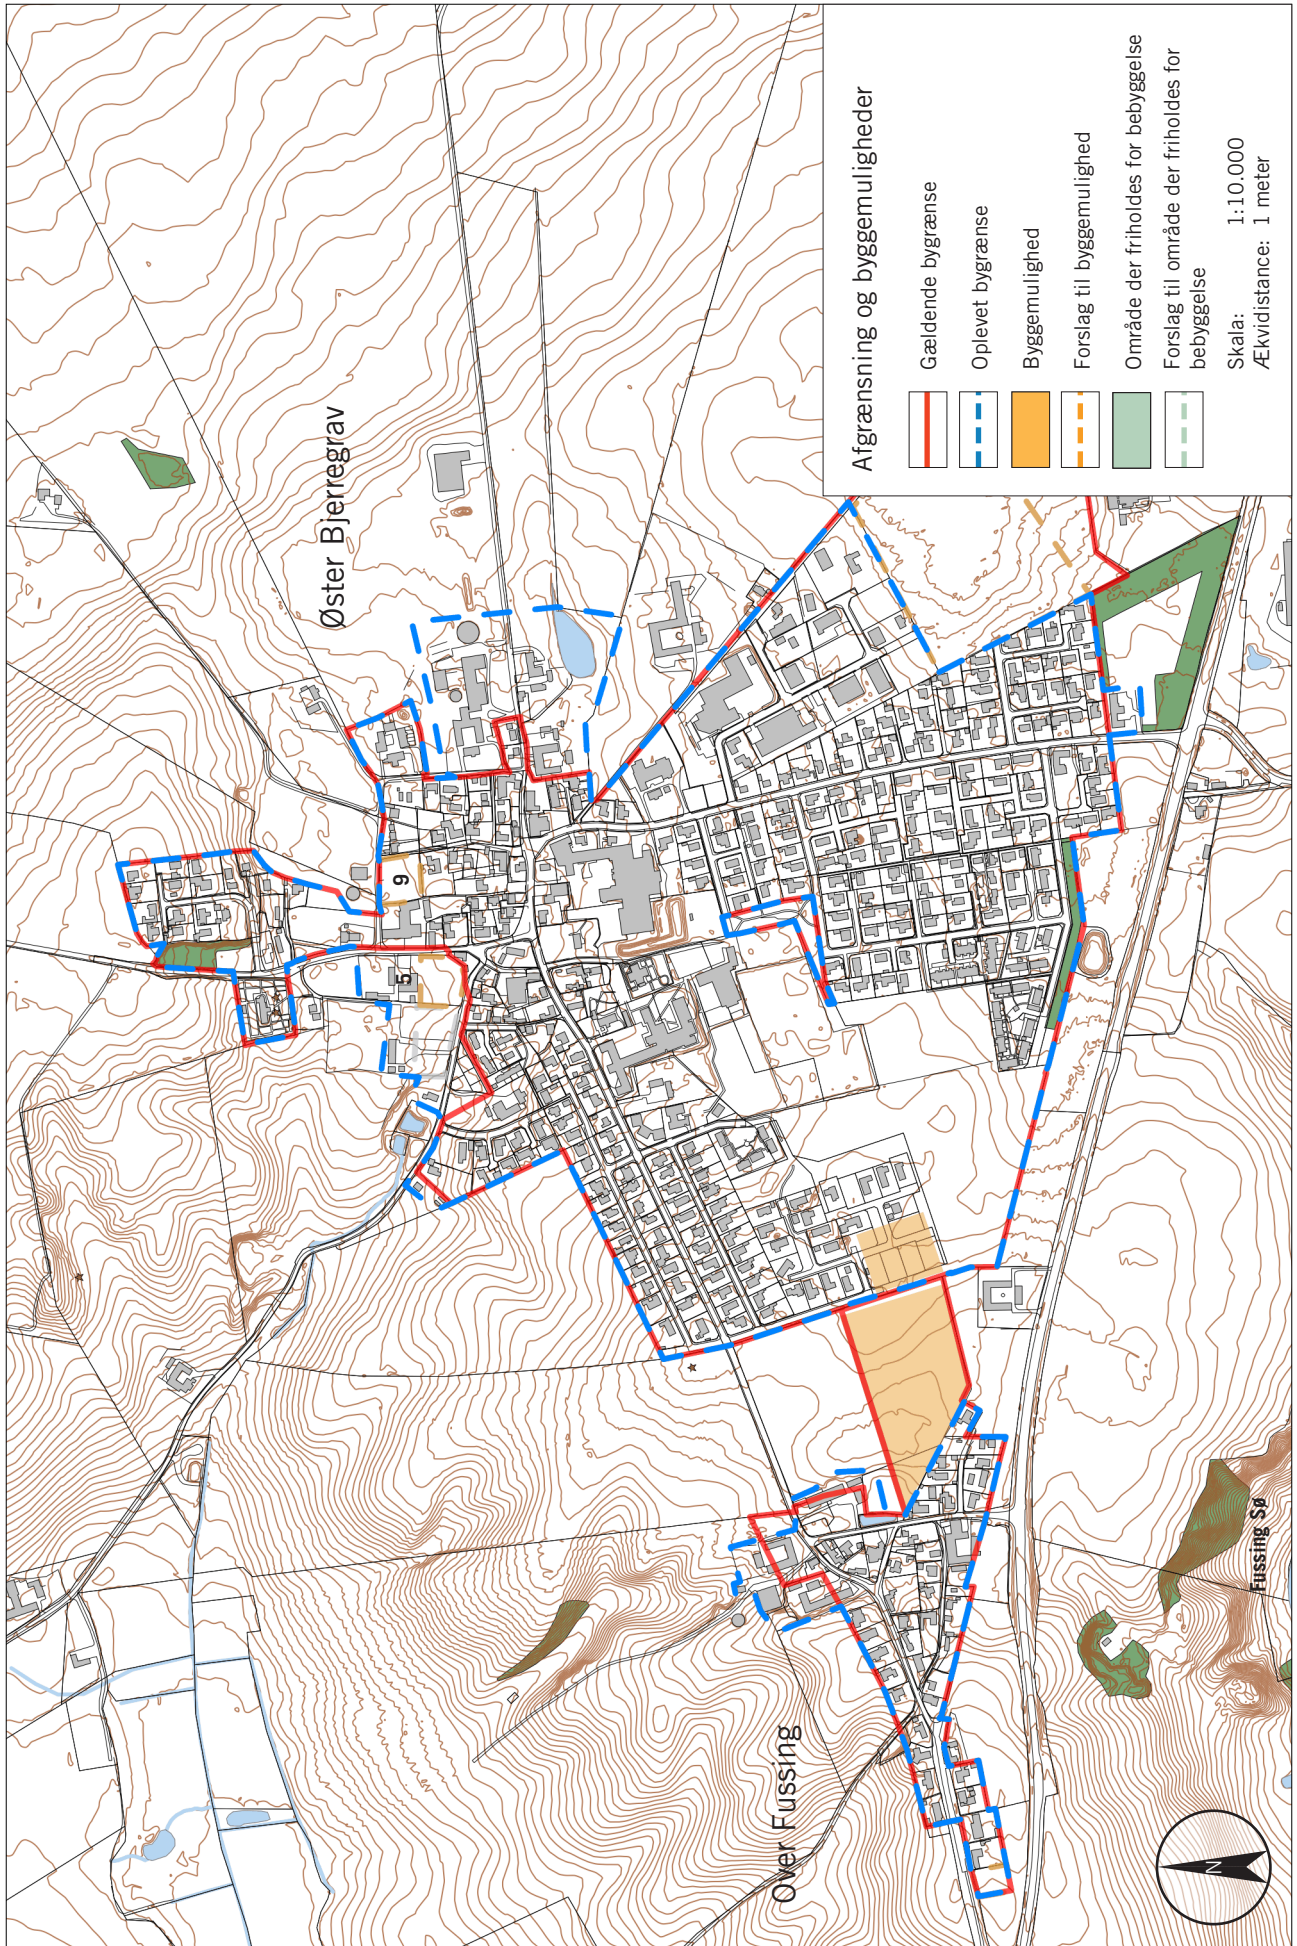 Øster Bjerregrav
9
5
Over Fussing
Fussing Sø
N
Afgrænsning og byggemuligheder
Gældende bygrænse
Oplevet bygrænse
Byggemulighed
Forslag til byggemulighed
Område der friholdes for bebyggelse
Forslag til område der friholdes for
bebyggelse
Skala: 1:10.000
Ækvidistance: 1 meter